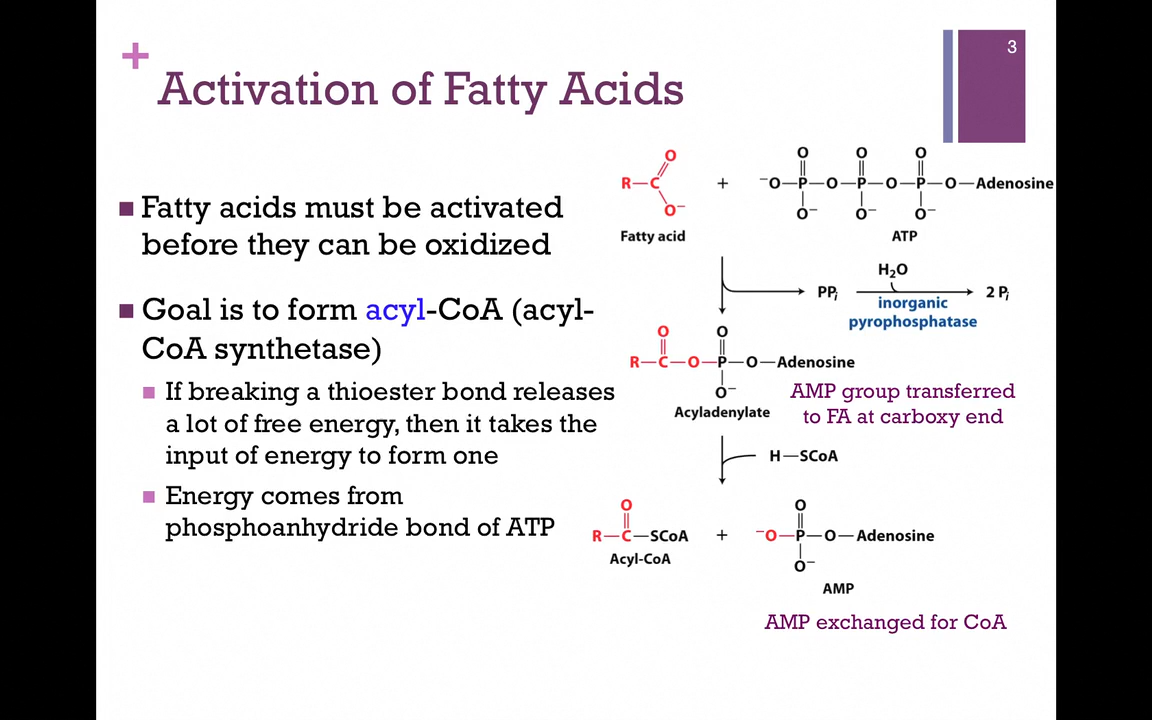 3
+
Activation of Fatty Acids
■ Fatty acids must be activated
before they can be oxidized
■ Goal is to form acyl-CoA (acyl-
CoA synthetase)
■ If breaking a thioester bond releases
a lot of free energy, then it takes the
input of energy to form one
■ Energy comes from
phosphoanhydride bond of ATP
O O O O
R—C + ⁻O—P—O—P—O—P—O—Adenosine
O⁻ O⁻ O⁻ O⁻
Fatty acid ATP
H₂O
PPi 2 Pi
inorganic
pyrophosphatase
O O
R—C—O—P—O—Adenosine
O⁻
Acyladenylate
AMP group transferred
to FA at carboxy end
H—SCoA
O O
R—C—SCoA + ⁻O—P—O—Adenosine
O⁻
Acyl-CoA
AMP
AMP exchanged for CoA